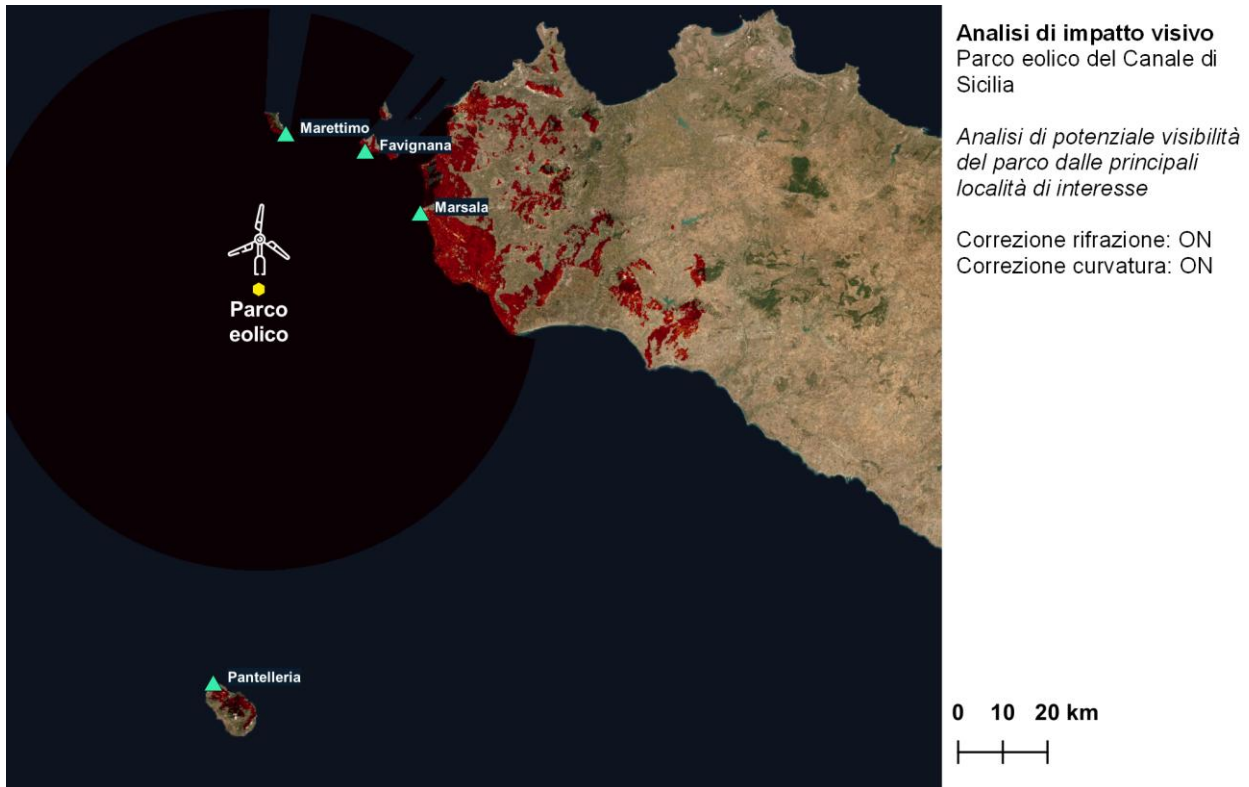 Analisi di impatto visivo
Parco eolico del Canale di
Sicilia
Analisi di potenziale visibilità
del parco dalle principali
località di interesse
Correzione rifrazione: ON
Correzione curvatura: ON
Marettimo
Favignana
Marsala
Parco
eolico
Pantelleria
0 10 20 km